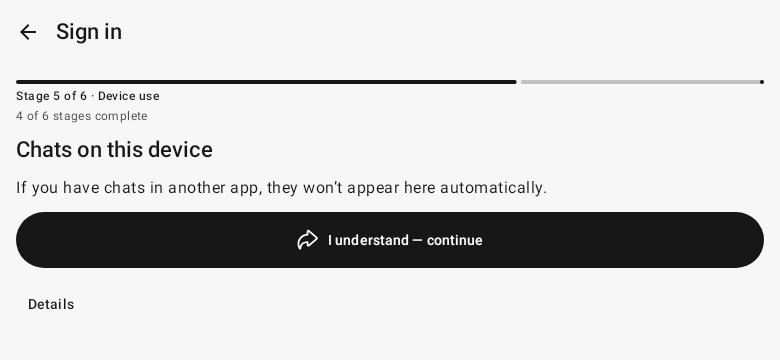 Sign in
Stage 5 of 6 · Device use
4 of 6 stages complete
Chats on this device
If you have chats in another app, they won’t appear here automatically.
I understand — continue
Details